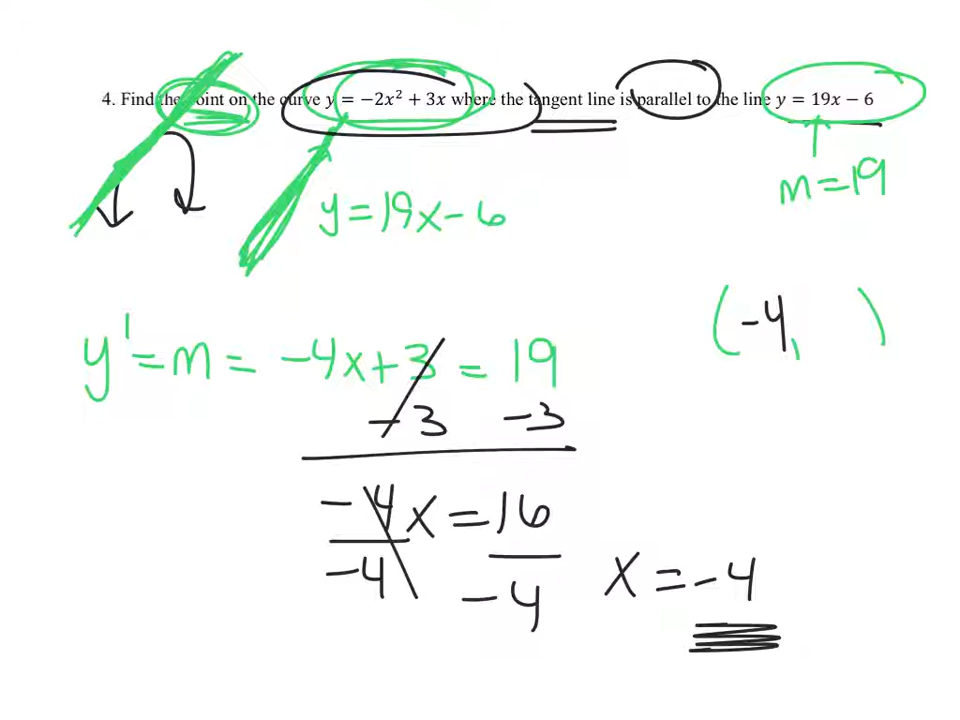 4. Find the point on the curve y = −2x² + 3x where the tangent line is parallel to the line y = 19x − 6
m = 19
y = 19x − 6
(−4, )
y' = m = −4x + 3 = 19
−3 −3
−4x = 16
−4 −4
x = −4